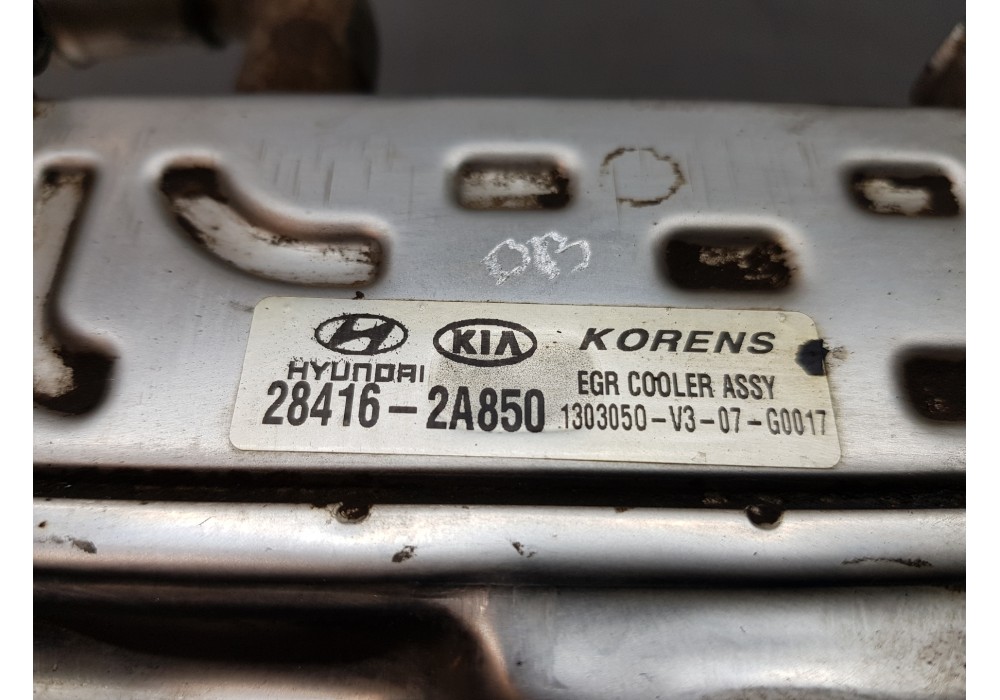 HYUNDAI KIA KORENS
28416-2A850
EGR COOLER ASSY
1303050-V3-07-G0017